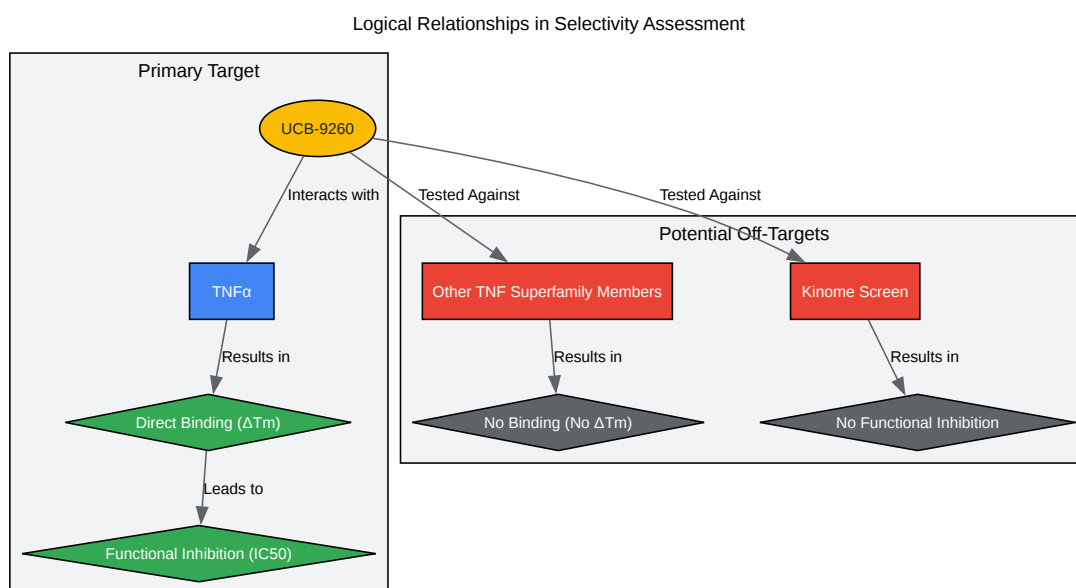 Logical Relationships in Selectivity Assessment
Primary Target
UCB-9260
Interacts with
Tested Against
Tested Against
Potential Off-Targets
TNFα
Other TNF Superfamily Members
Kinome Screen
Results in
Results in
Results in
Direct Binding (ΔTm)
No Binding (No ΔTm)
No Functional Inhibition
Leads to
Functional Inhibition (IC50)